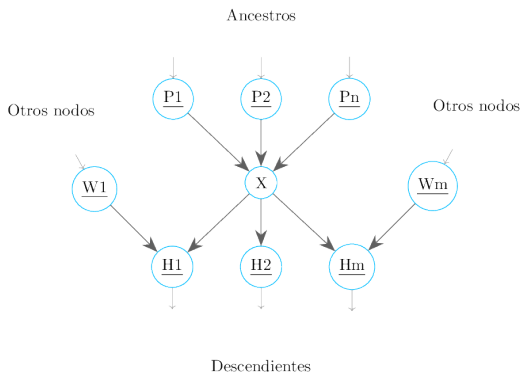 Ancestros
P1 P2 Pn
Otros nodos Otros nodos
W1 X Wm
H1 H2 Hm
Descendientes